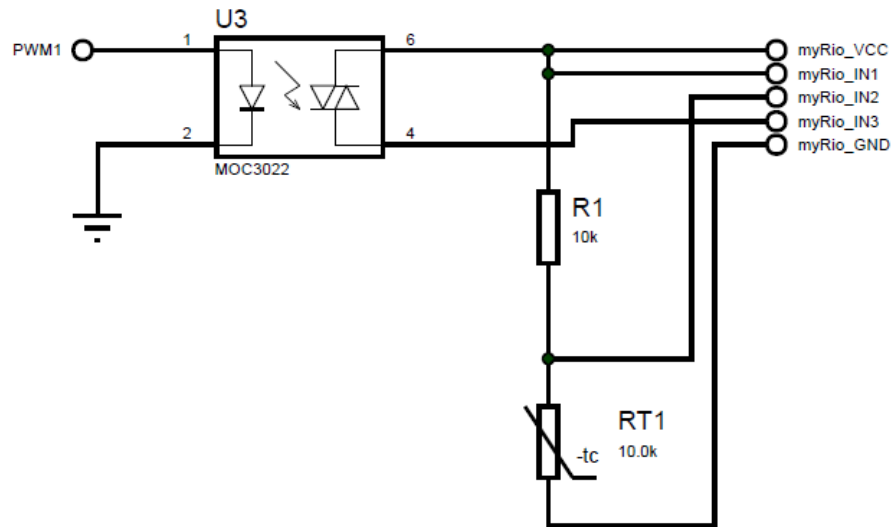 U3
PWM1
1
6
myRio_VCC
myRio_IN1
myRio_IN2
2
4
myRio_IN3
myRio_GND
MOC3022
R1
10k
RT1
-tc
10.0k